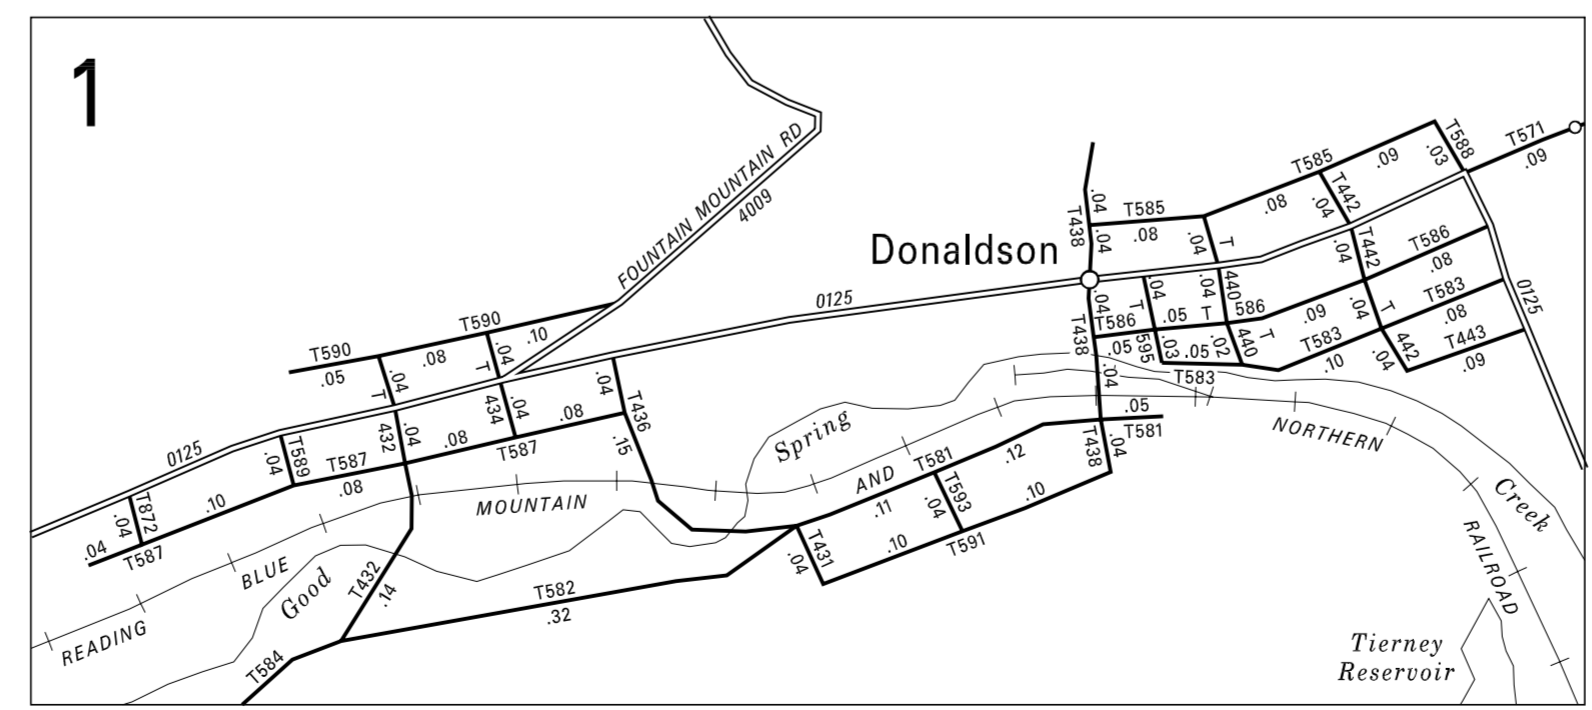 1
FOUNTAIN MOUNTAIN RD
4009
Donaldson
0125
T590
.05
T590
.08
.10
T
.04
432
.04
T
.04
434
.04
0125
T589
.04
T587
.08
.08
T587
.08
.04
T436
.15
T872
.04
.10
.04
T587
T438
.04
.04
T585
.08
.04
T
440
.04
T585
.08
.09
T442
.04
T588
.03
T571
.09
T442
.04
T586
.08
T583
.08
T443
.09
0125
.04
T438
T586
.05
.04
T
595
.03
.05
T
586
.02
T
440
.05
.09
T583
.10
.04
T
442
.04
T583
.04
.05
T581
T438
.04
T581
.12
.11
T593
.04
.10
.10
T591
T431
.04
T432
.14
T582
.32
T584
READING
BLUE
MOUNTAIN
AND
NORTHERN
RAILROAD
Good
Spring
Creek
Tierney
Reservoir